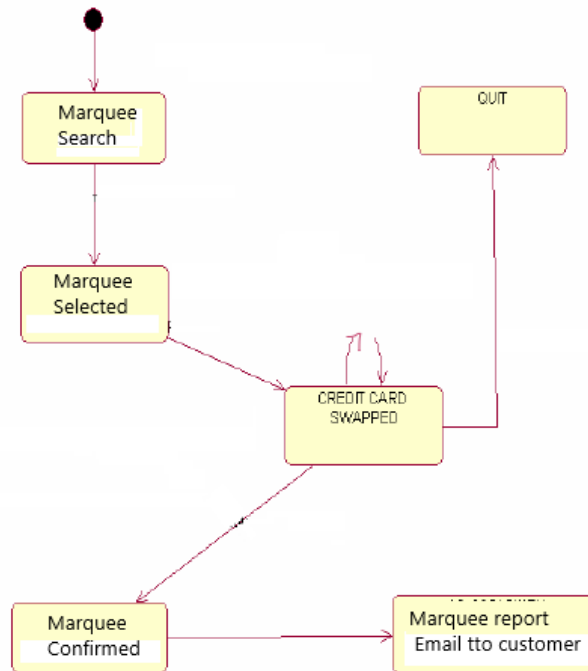 Marquee
Search
QUIT
Marquee
Selected
CREDIT CARD
SWAPPED
Marquee
Confirmed
Marquee report
Email tto customer